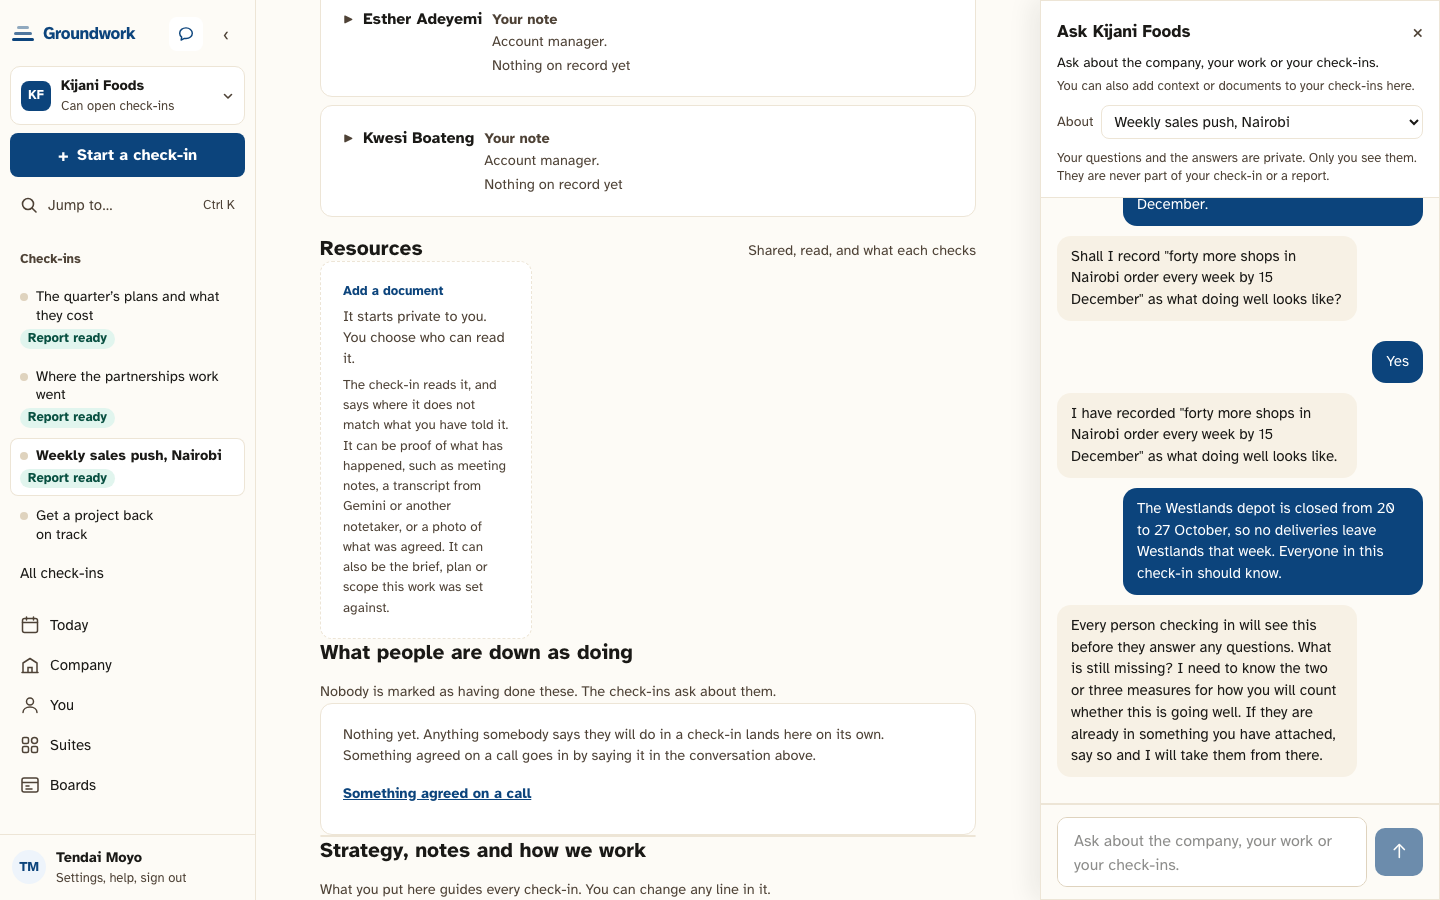 Groundwork
KF
Kijani Foods
Can open check-ins
+ Start a check-in
Jump to...
Ctrl K
Check-ins
The quarter's plans and what
they cost
Report ready
Where the partnerships work
went
Report ready
Weekly sales push, Nairobi
Report ready
Get a project back
on track
All check-ins
Today
Company
You
Suites
Boards
TM
Tendai Moyo
Settings, help, sign out
Esther Adeyemi
Your note
Account manager.
Nothing on record yet
Kwesi Boateng
Your note
Account manager.
Nothing on record yet
Resources
Shared, read, and what each checks
Add a document
It starts private to you.
You choose who can read
it.
The check-in reads it, and
says where it does not
match what you have told it.
It can be proof of what has
happened, such as meeting
notes, a transcript from
Gemini or another
notetaker, or a photo of
what was agreed. It can
also be the brief, plan or
scope this work was set
against.
What people are down as doing
Nobody is marked as having done these. The check-ins ask about them.
Nothing yet. Anything somebody says they will do in a check-in lands here on its own.
Something agreed on a call goes in by saying it in the conversation above.
Something agreed on a call
Strategy, notes and how we work
What you put here guides every check-in. You can change any line in it.
Ask Kijani Foods
×
Ask about the company, your work or your check-ins.
You can also add context or documents to your check-ins here.
About
Weekly sales push, Nairobi
Your questions and the answers are private. Only you see them.
They are never part of your check-in or a report.
December.
Shall I record "forty more shops in
Nairobi order every week by 15
December" as what doing well looks like?
Yes
I have recorded "forty more shops in
Nairobi order every week by 15
December" as what doing well looks like.
The Westlands depot is closed from 20
to 27 October, so no deliveries leave
Westlands that week. Everyone in this
check-in should know.
Every person checking in will see this
before they answer any questions. What
is still missing? I need to know the two
or three measures for how you will count
whether this is going well. If they are
already in something you have attached,
say so and I will take them from there.
Ask about the company, your work or
your check-ins.